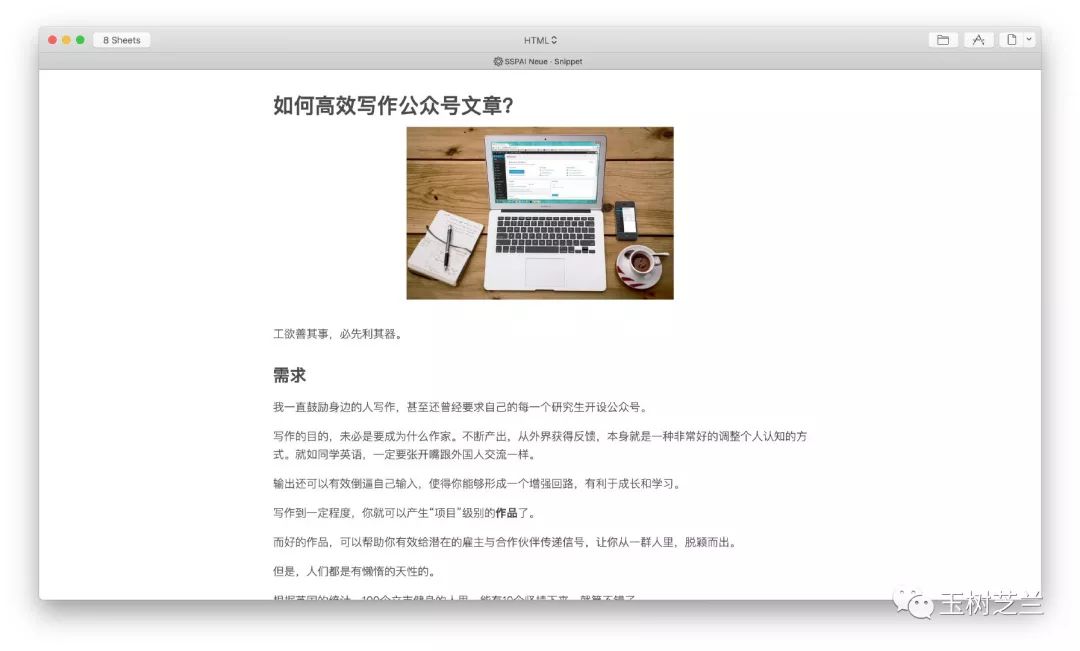 8 Sheets
HTML
SSPAI Neue - Snippet
如何高效写作公众号文章?
工欲善其事，必先利其器。
需求
我一直鼓励身边的人写作，甚至还曾经要求自己的每一个研究生开设公众号。
写作的目的，未必是要成为什么作家。不断产出，从外界获得反馈，本身就是一种非常好的调整个人认知的方
式。就如同学英语，一定要张开嘴跟外国人交流一样。
输出还可以有效倒逼自己输入，使得你能够形成一个增强回路，有利于成长和学习。
写作到一定程度，你就可以产生“项目”级别的作品了。
而好的作品，可以帮助你有效给潜在的雇主与合作伙伴传递信号，让你从一群人里，脱颖而出。
但是，人们都是有懒惰的天性的。
玉树芝兰